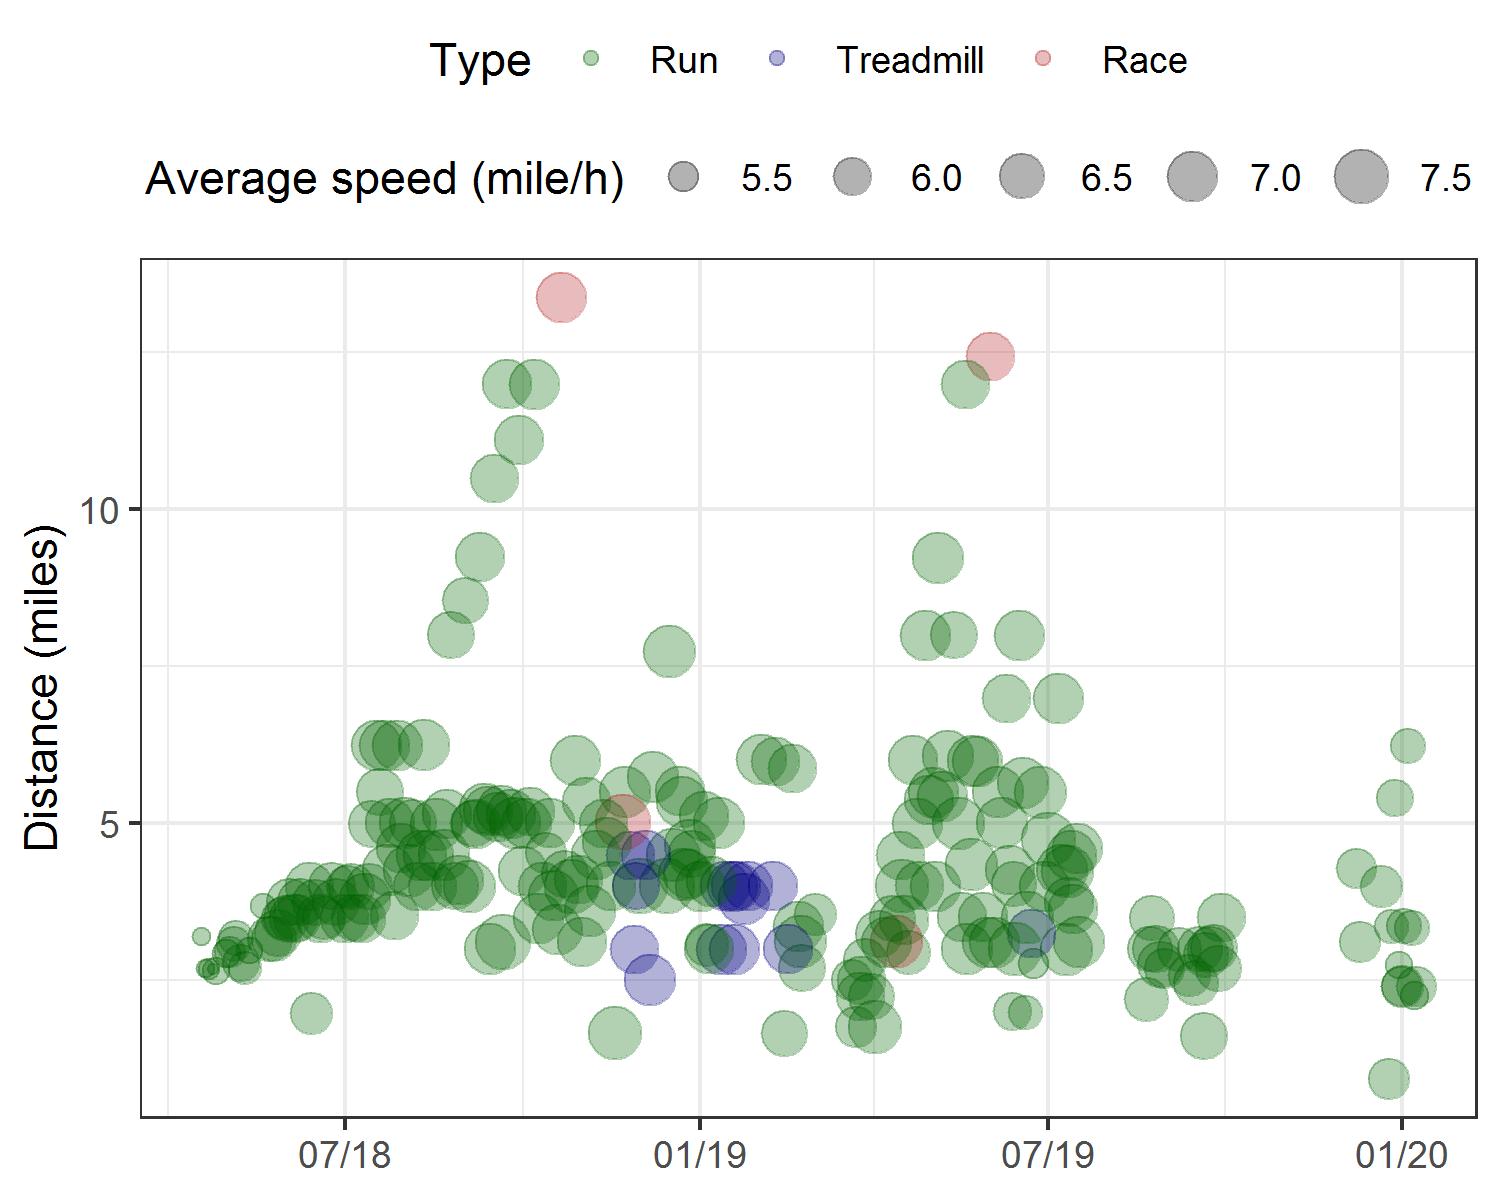 Type Run Treadmill Race
Average speed (mile/h) 5.5 6.0 6.5 7.0 7.5
Distance (miles)
10
5
07/18 01/19 07/19 01/20